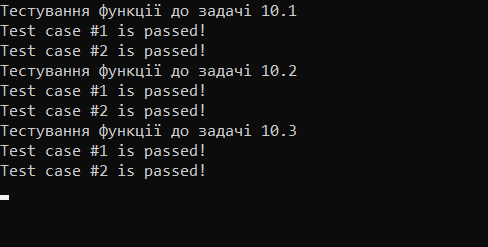 Тестування функції до задачі 10.1
Test case #1 is passed!
Test case #2 is passed!
Тестування функції до задачі 10.2
Test case #1 is passed!
Test case #2 is passed!
Тестування функції до задачі 10.3
Test case #1 is passed!
Test case #2 is passed!